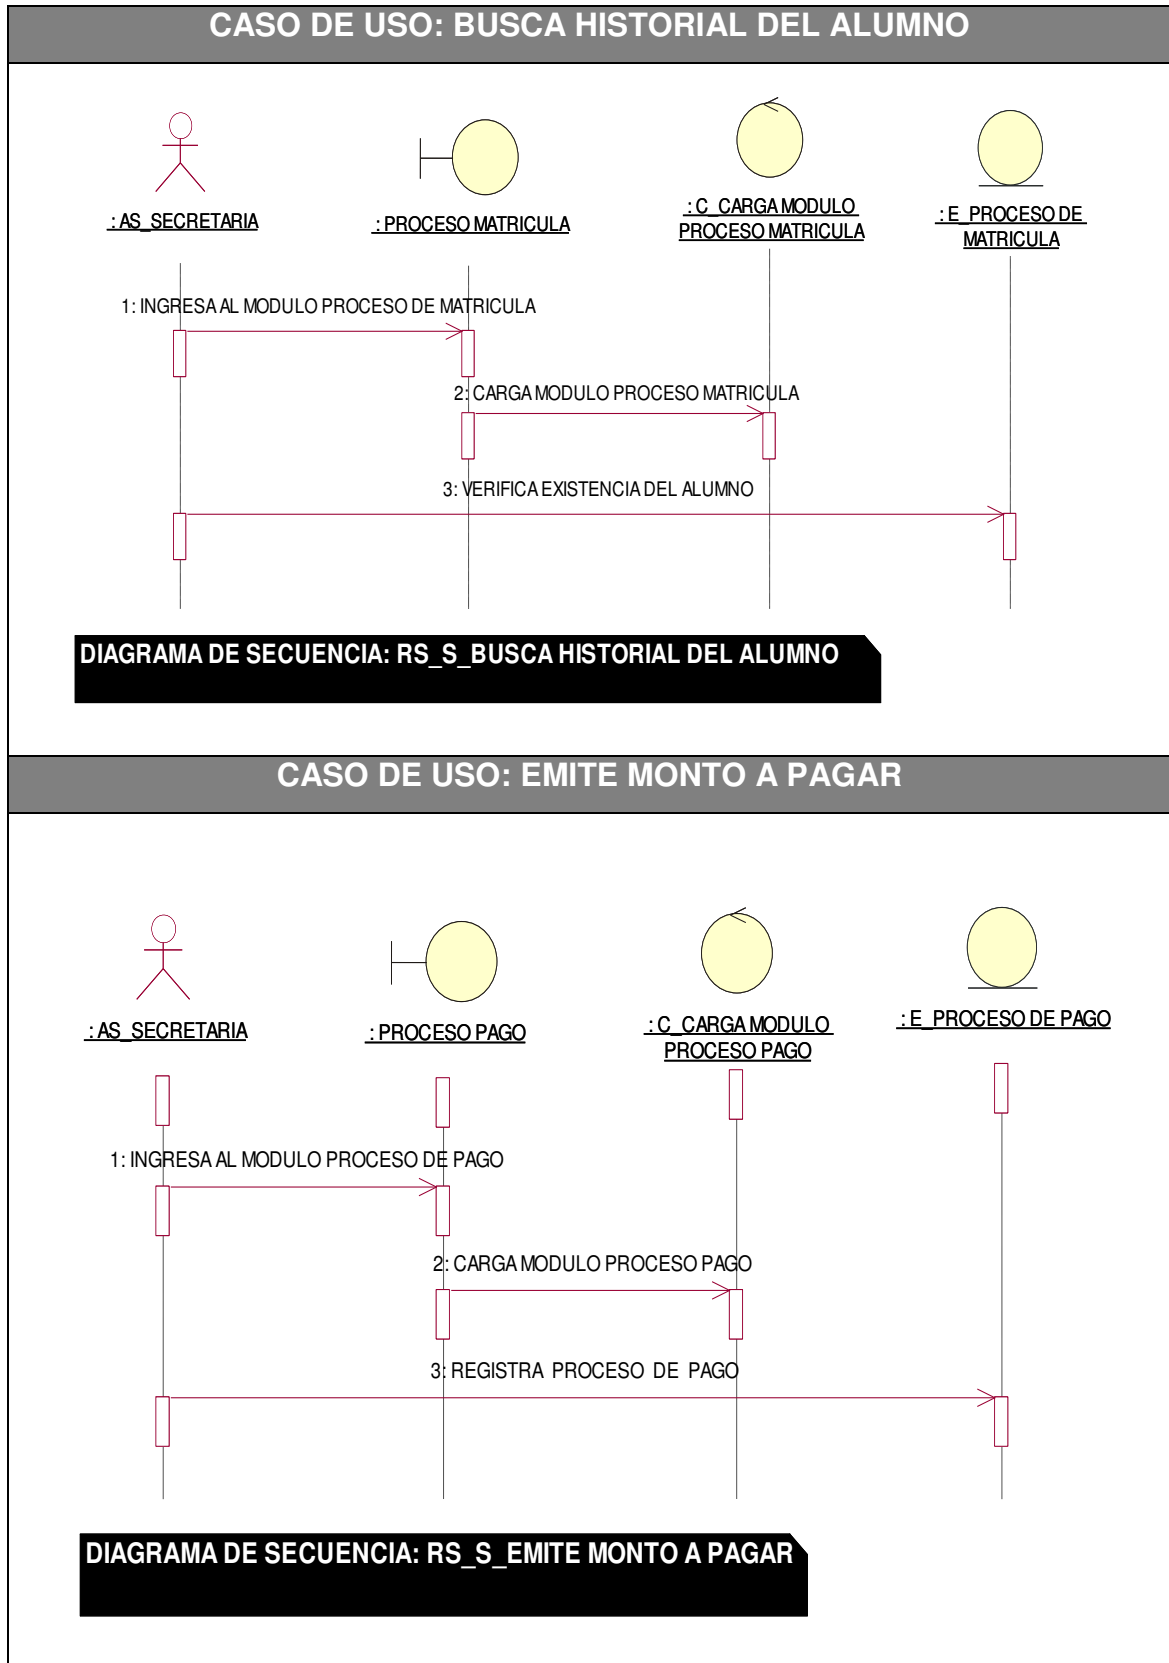 CASO DE USO: BUSCA HISTORIAL DEL ALUMNO
: AS_SECRETARIA
: PROCESO MATRICULA
: C_CARGA MODULO
PROCESO MATRICULA
: E_PROCESO DE
MATRICULA
1: INGRESA AL MODULO PROCESO DE MATRICULA
2: CARGA MODULO PROCESO MATRICULA
3: VERIFICA EXISTENCIA DEL ALUMNO
DIAGRAMA DE SECUENCIA: RS_S_BUSCA HISTORIAL DEL ALUMNO
CASO DE USO: EMITE MONTO A PAGAR
: AS_SECRETARIA
: PROCESO PAGO
: C_CARGA MODULO
PROCESO PAGO
: E_PROCESO DE PAGO
1: INGRESA AL MODULO PROCESO DE PAGO
2: CARGA MODULO PROCESO PAGO
3: REGISTRA PROCESO DE PAGO
DIAGRAMA DE SECUENCIA: RS_S_EMITE MONTO A PAGAR